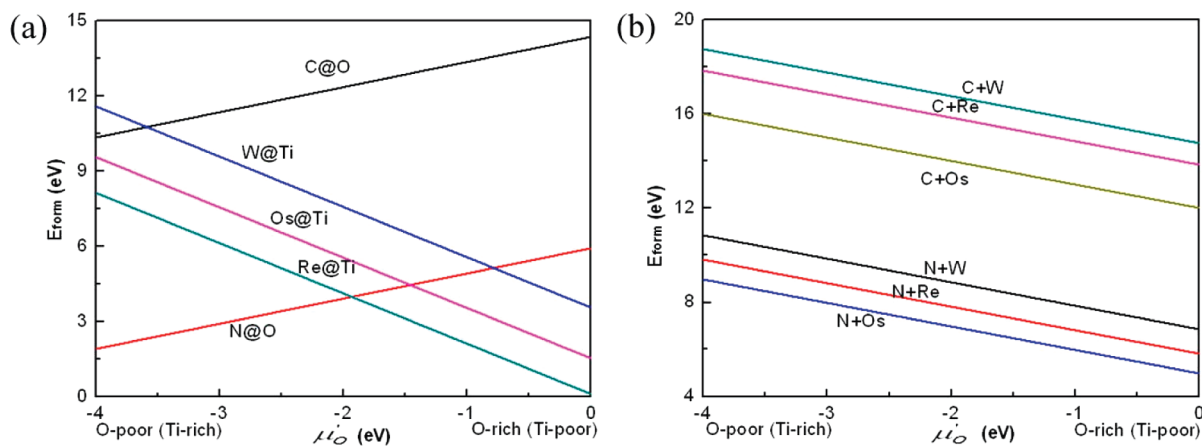 (a)
15
12
9
6
3
0
Eform (eV)
C@O
W@Ti
Os@Ti
Re@Ti
N@O
-4 -3 -2 -1 0
O-poor (Ti-rich) μ'O (eV) O-rich (Ti-poor)
(b)
20
16
12
8
4
Eform (eV)
C+W
C+Re
C+Os
N+W
N+Re
N+Os
-4 -3 -2 -1 0
O-poor (Ti-rich) μ'O (eV) O-rich (Ti-poor)